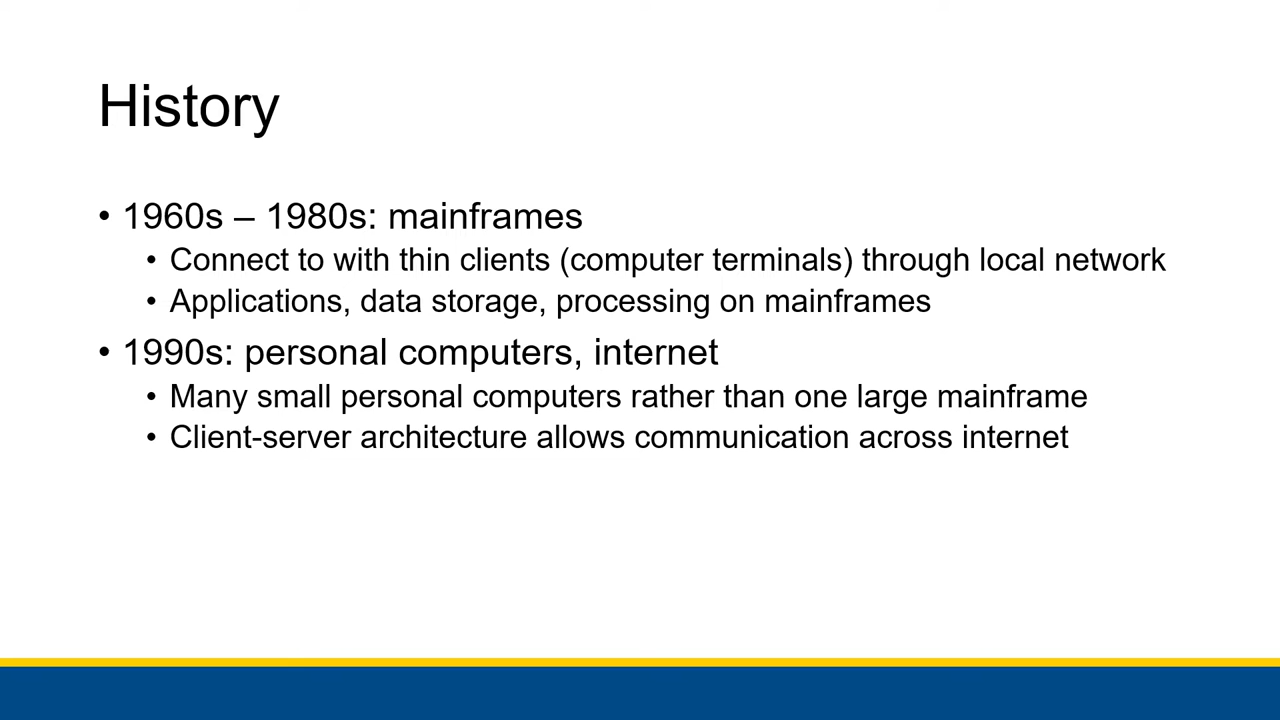 History
• 1960s – 1980s: mainframes
• Connect to with thin clients (computer terminals) through local network
• Applications, data storage, processing on mainframes
• 1990s: personal computers, internet
• Many small personal computers rather than one large mainframe
• Client-server architecture allows communication across internet